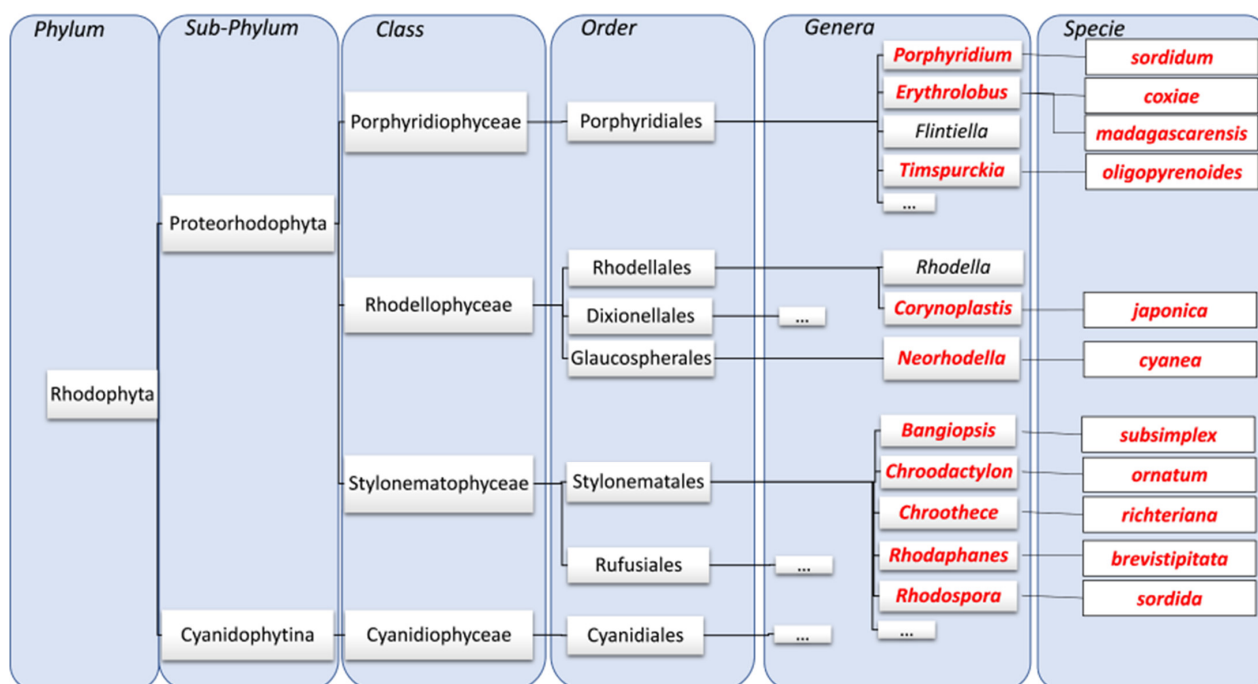 Phylum
Sub-Phylum
Class
Order
Genera
Specie
Rhodophyta
Proteorhodophyta
Cyanidophytina
Porphyridiophyceae
Rhodellophyceae
Stylonematophyceae
Cyanidiophyceae
Porphyridiales
Rhodellales
Dixionellales
Glaucospherales
Stylonematales
Rufusiales
Cyanidiales
Porphyridium
Erythrolobus
Flintiella
Timspurckia
...
Rhodella
Corynoplastis
...
Neorhodella
Bangiopsis
Chroodactylon
Chroothece
Rhodaphanes
Rhodospora
...
...
...
sordidum
coxiae
madagascarensis
oligopyrenoides
japonica
cyanea
subsimplex
ornatum
richteriana
brevistipitata
sordida